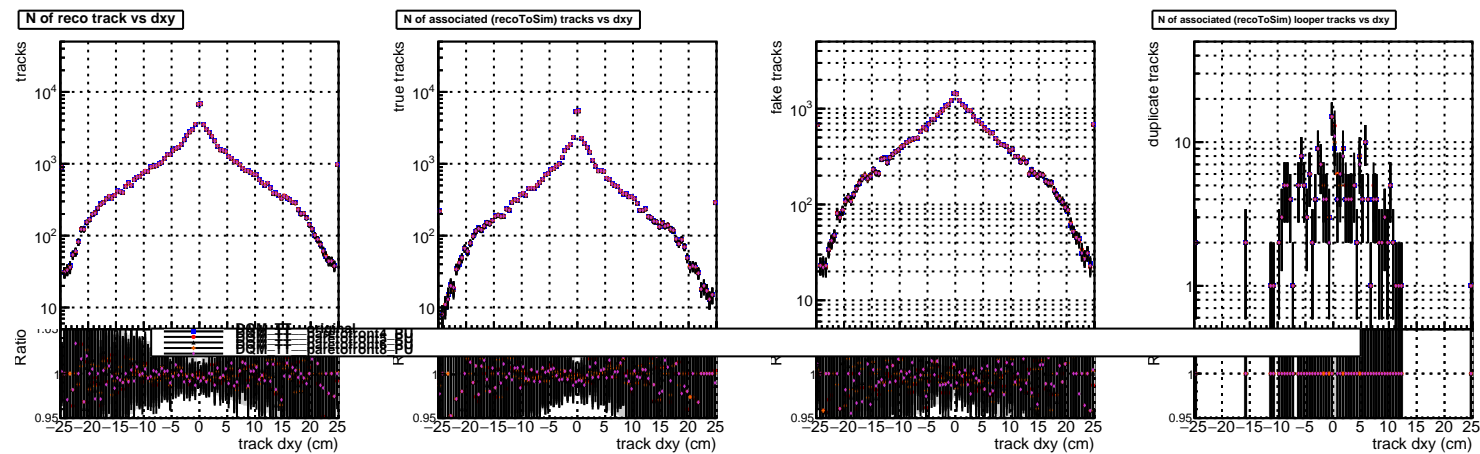 N of reco track vs dxy
N of associated (recoToSim) tracks vs dxy
N of associated (recoToSim) looper tracks vs dxy
tracks
10⁴
10³
10²
10
true tracks
10⁴
10³
10²
10
fake tracks
10³
10²
10
duplicate tracks
10
1
Ratio
1
0.95
−25 −20 −15 −10 −5 0 5 10 15 20 25
track dxy (cm)
1
0.95
−25 −20 −15 −10 −5 0 5 10 15 20 25
track dxy (cm)
1
0.95
−25 −20 −15 −10 −5 0 5 10 15 20 25
track dxy (cm)
1
0.95
−25 −20 −15 −10 −5 0 5 10 15 20 25
track dxy (cm)